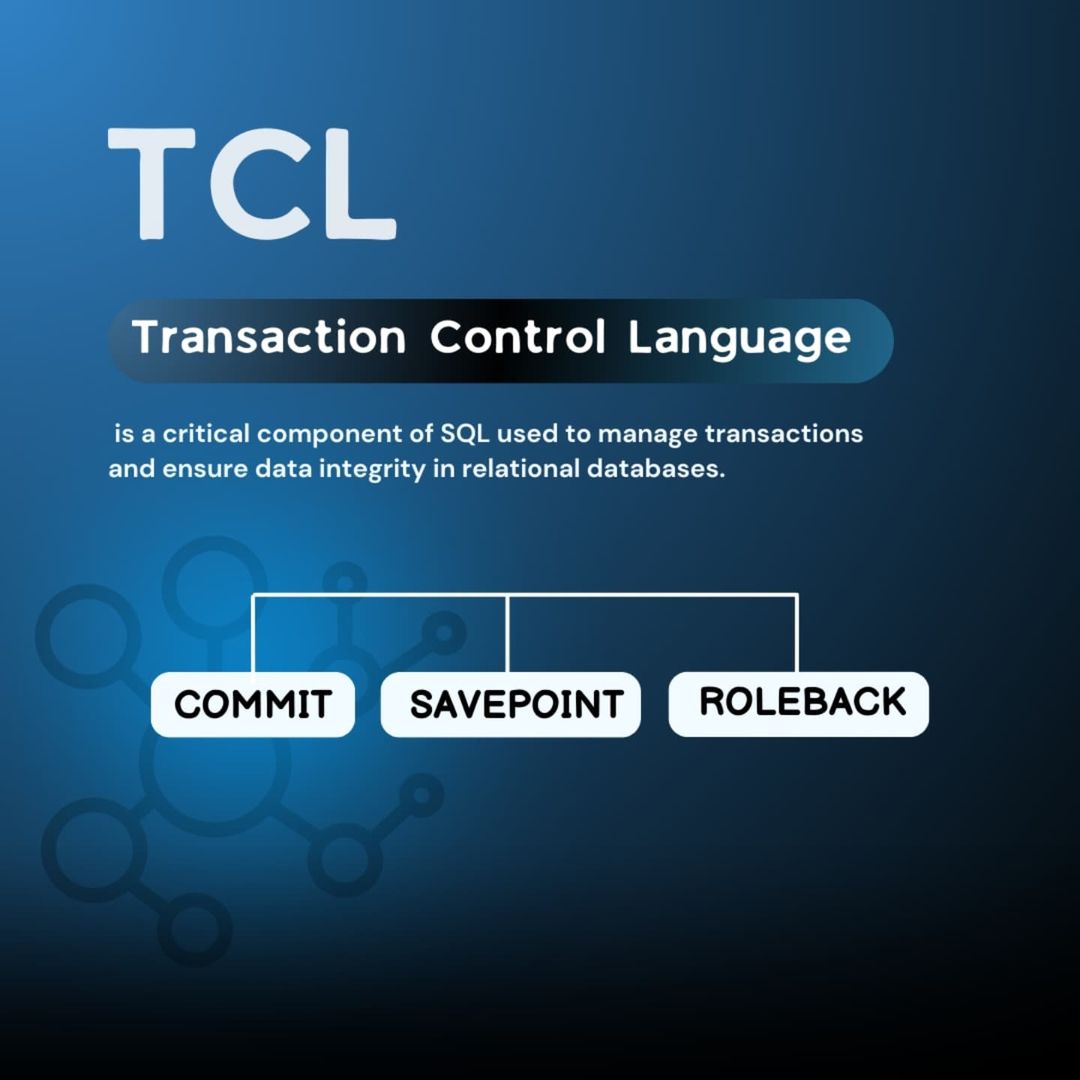 TCL
Transaction Control Language
is a critical component of SQL used to manage transactions
and ensure data integrity in relational databases.
COMMIT SAVEPOINT ROLEBACK